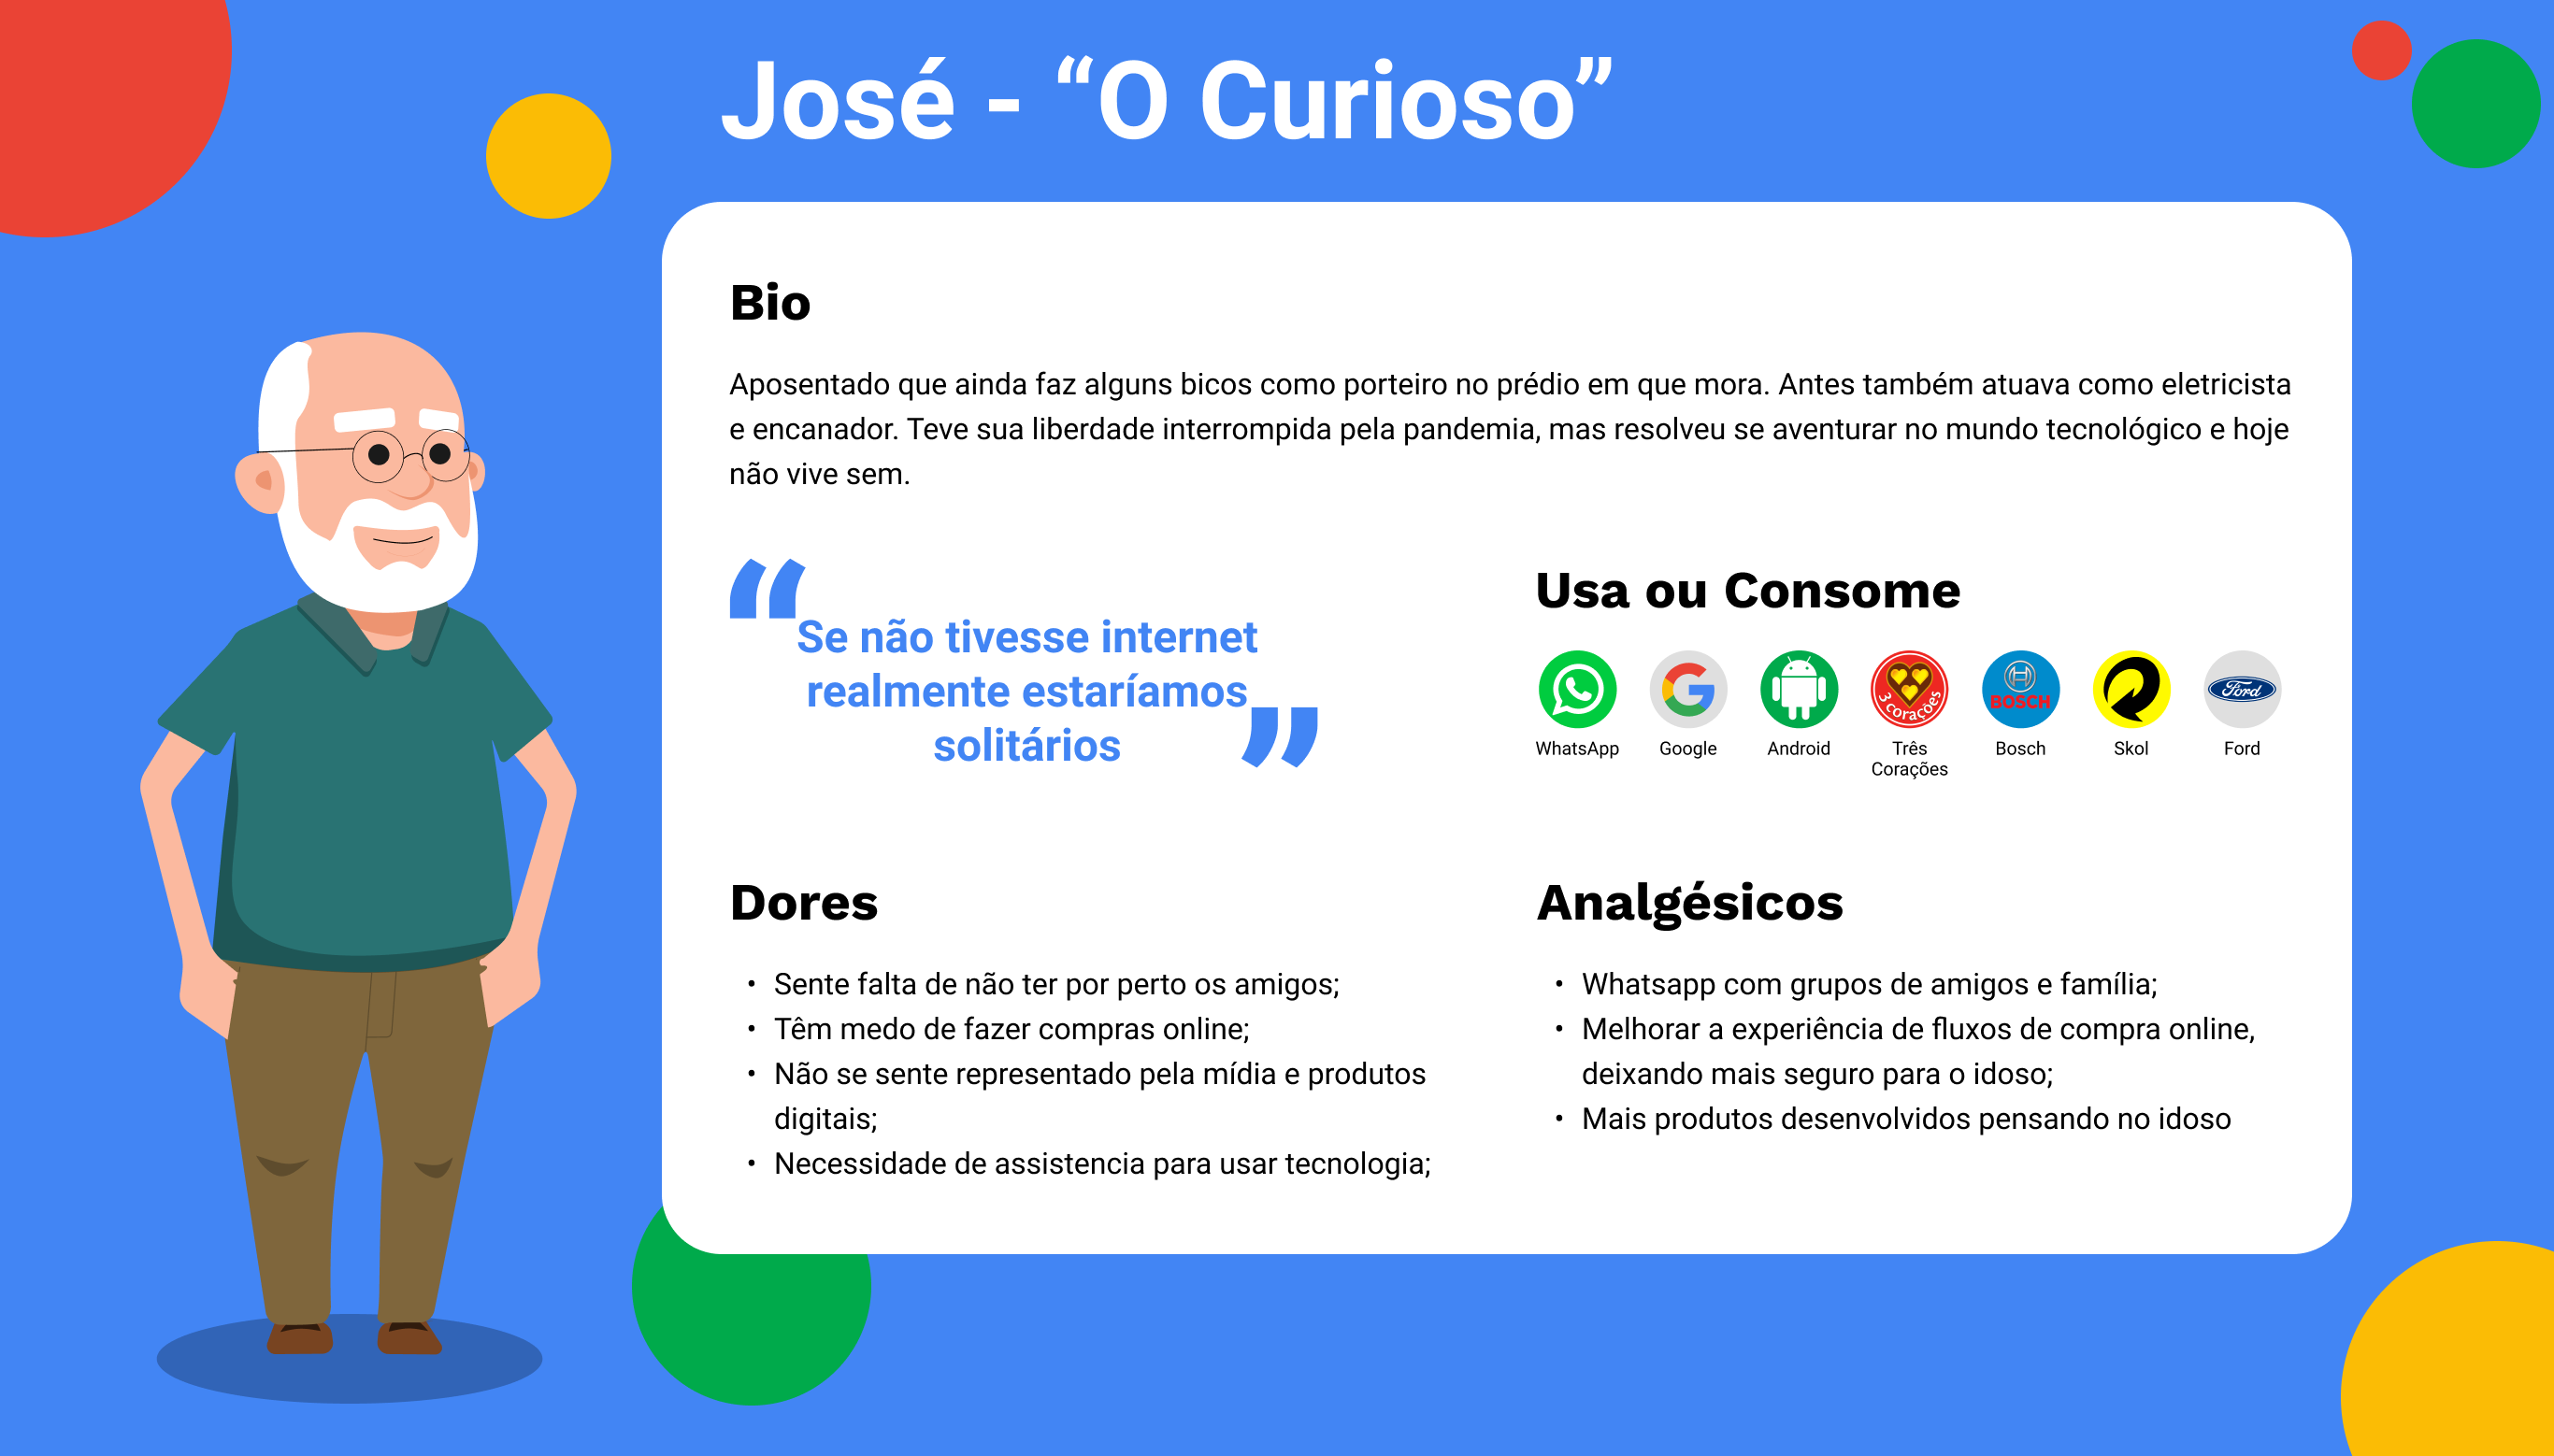 José - “O Curioso”
Bio
Aposentado que ainda faz alguns bicos como porteiro no prédio em que mora. Antes também atuava como eletricista
e encanador. Teve sua liberdade interrompida pela pandemia, mas resolveu se aventurar no mundo tecnológico e hoje
não vive sem.
“Se não tivesse internet
realmente estaríamos
solitários”
Usa ou Consome
3 corações
BOSCH
Ford
WhatsApp Google Android Três Corações Bosch Skol Ford
Dores
• Sente falta de não ter por perto os amigos;
• Têm medo de fazer compras online;
• Não se sente representado pela mídia e produtos
digitais;
• Necessidade de assistencia para usar tecnologia;
Analgésicos
• Whatsapp com grupos de amigos e família;
• Melhorar a experiência de fluxos de compra online,
deixando mais seguro para o idoso;
• Mais produtos desenvolvidos pensando no idoso